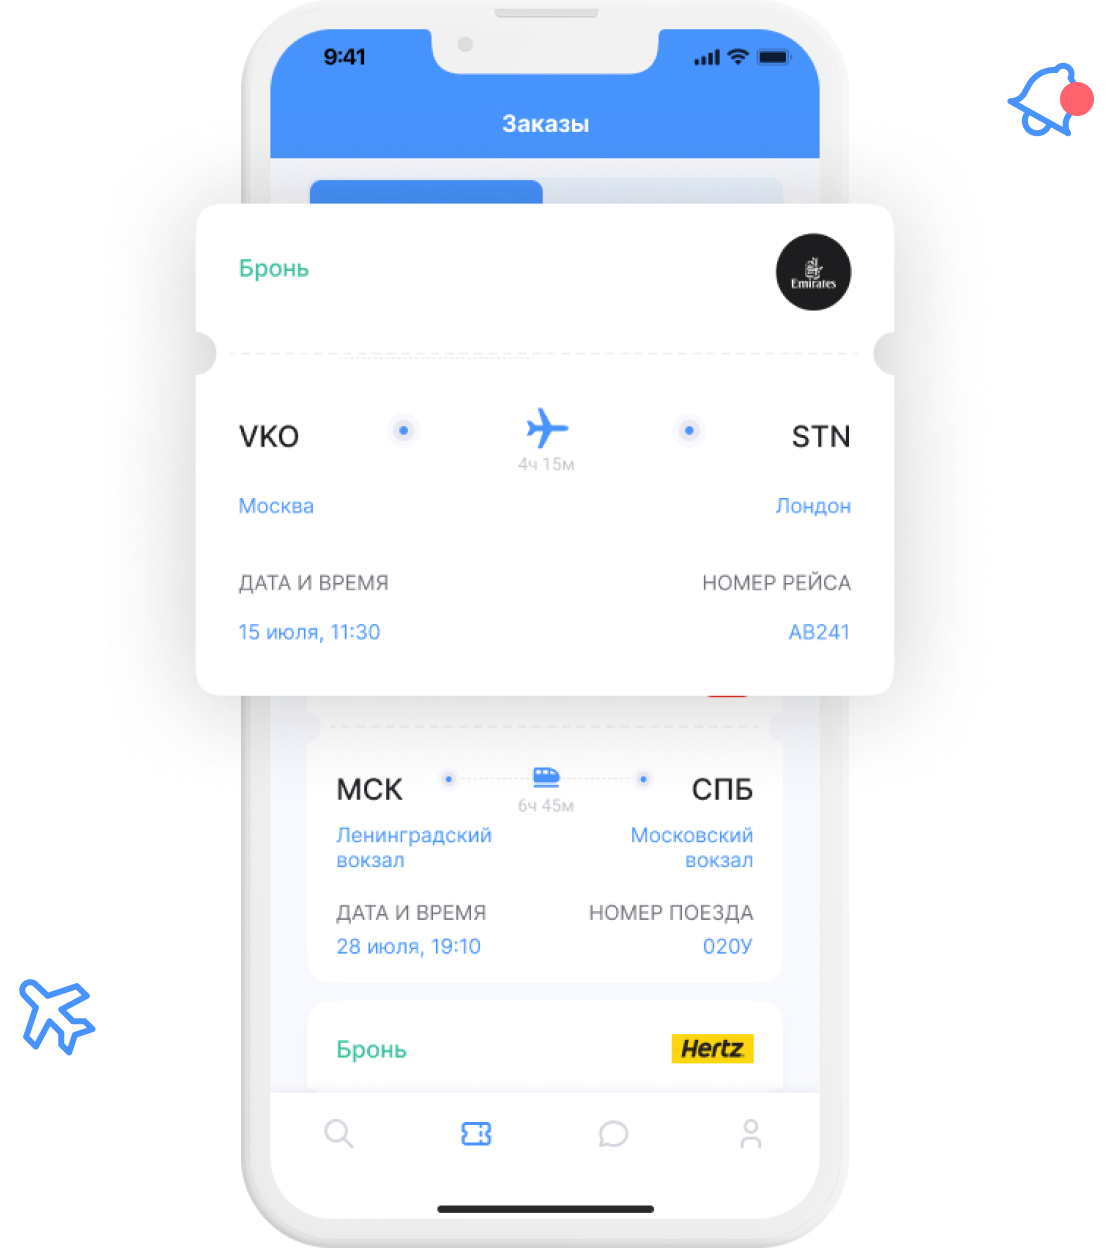 9:41
Заказы
Бронь
Emirates
VKO
STN
4ч 15м
Москва
Лондон
ДАТА И ВРЕМЯ
НОМЕР РЕЙСА
15 июля, 11:30
AB241
МСК
СПБ
6ч 45м
Ленинградский
вокзал
Московский
вокзал
ДАТА И ВРЕМЯ
НОМЕР ПОЕЗДА
28 июля, 19:10
020У
Бронь
Hertz